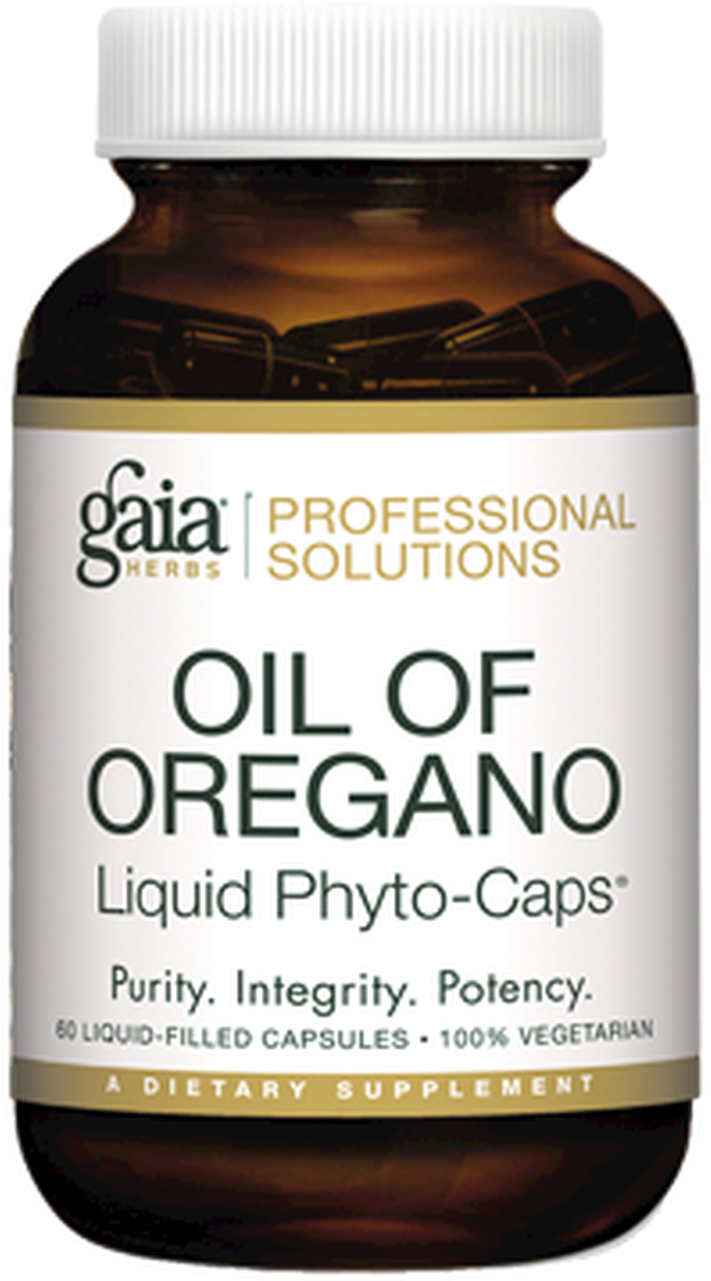 gaia
HERBS
PROFESSIONAL
SOLUTIONS
OIL OF
OREGANO
Liquid Phyto-Caps®
Purity. Integrity. Potency.
60 LIQUID-FILLED CAPSULES • 100% VEGETARIAN
A DIETARY SUPPLEMENT